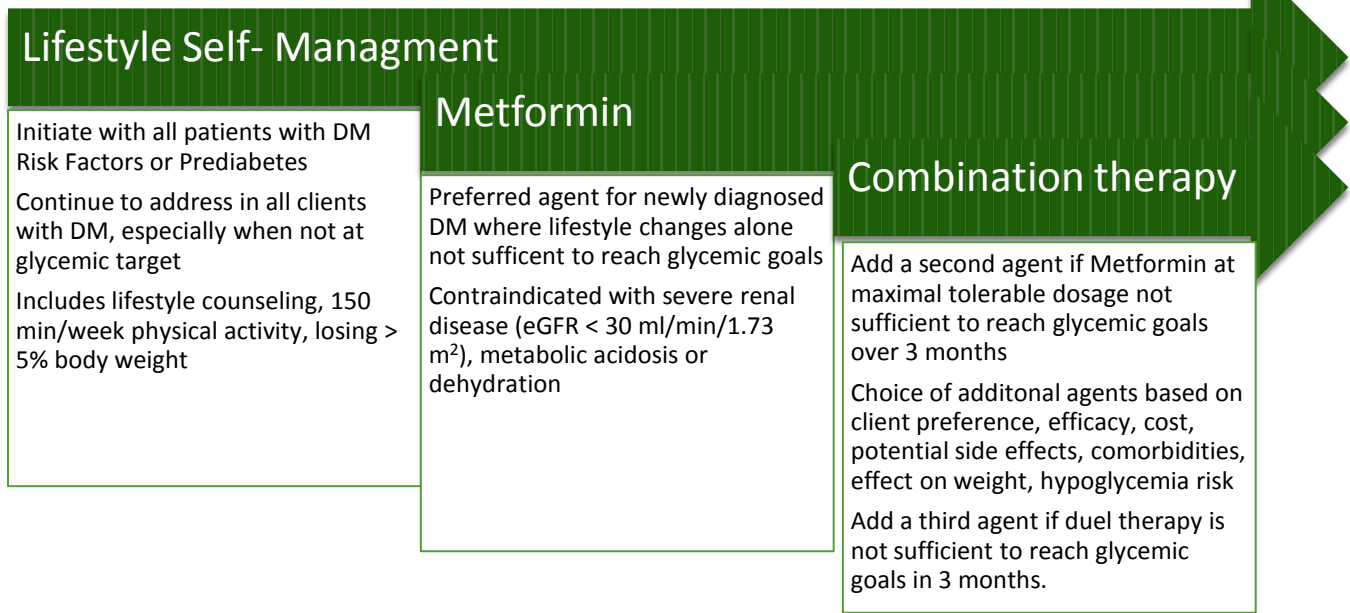 Lifestyle Self- Managment
Initiate with all patients with DM
Risk Factors or Prediabetes
Continue to address in all clients
with DM, especially when not at
glycemic target
Includes lifestyle counseling, 150
min/week physical activity, losing >
5% body weight
Metformin
Preferred agent for newly diagnosed
DM where lifestyle changes alone
not sufficent to reach glycemic goals
Contraindicated with severe renal
disease (eGFR < 30 ml/min/1.73
m²), metabolic acidosis or
dehydration
Combination therapy
Add a second agent if Metformin at
maximal tolerable dosage not
sufficient to reach glycemic goals
over 3 months
Choice of additonal agents based on
client preference, efficacy, cost,
potential side effects, comorbidities,
effect on weight, hypoglycemia risk
Add a third agent if duel therapy is
not sufficient to reach glycemic
goals in 3 months.